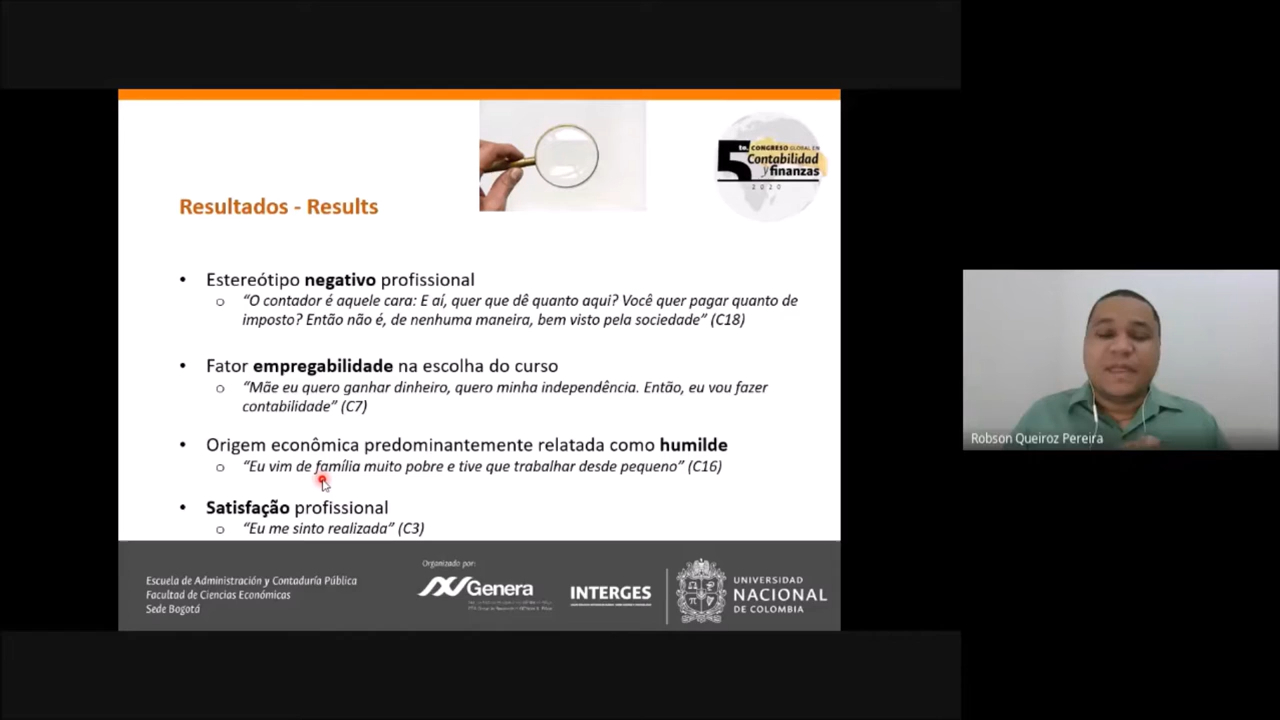 5to. CONGRESO GLOBAL EN
Contabilidad
y finanzas
2020
Resultados - Results
• Estereótipo negativo profissional
o “O contador é aquele cara: E aí, quer que dê quanto aqui? Você quer pagar quanto de
imposto? Então não é, de nenhuma maneira, bem visto pela sociedade” (C18)
• Fator empregabilidade na escolha do curso
o “Mãe eu quero ganhar dinheiro, quero minha independência. Então, eu vou fazer
contabilidade” (C7)
• Origem econômica predominantemente relatada como humilde
o “Eu vim de família muito pobre e tive que trabalhar desde pequeno” (C16)
• Satisfação profissional
o “Eu me sinto realizada” (C3)
Robson Queiroz Pereira
Escuela de Administración y Contaduría Pública
Facultad de Ciencias Económicas
Sede Bogotá
Organizado por:
Genera
INTERGES
UNIVERSIDAD
NACIONAL
DE COLOMBIA